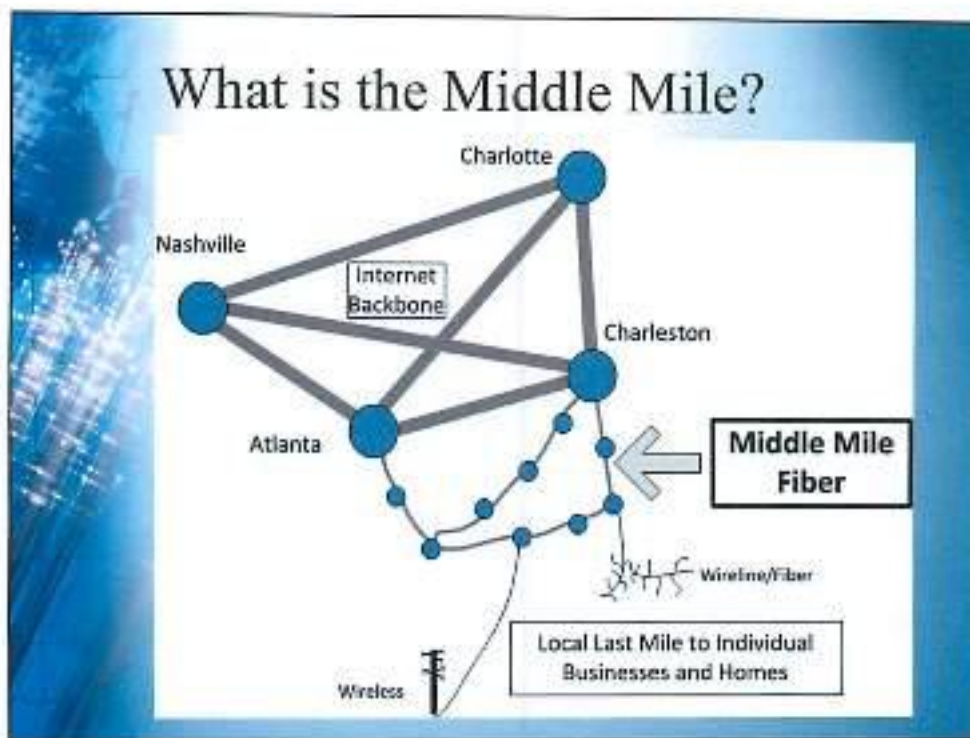 What is the Middle Mile?
Charlotte
Nashville
Internet
Backbone
Charleston
Atlanta
Middle Mile
Fiber
Wireline/Fiber
Local Last Mile to Individual
Businesses and Homes
Wireless